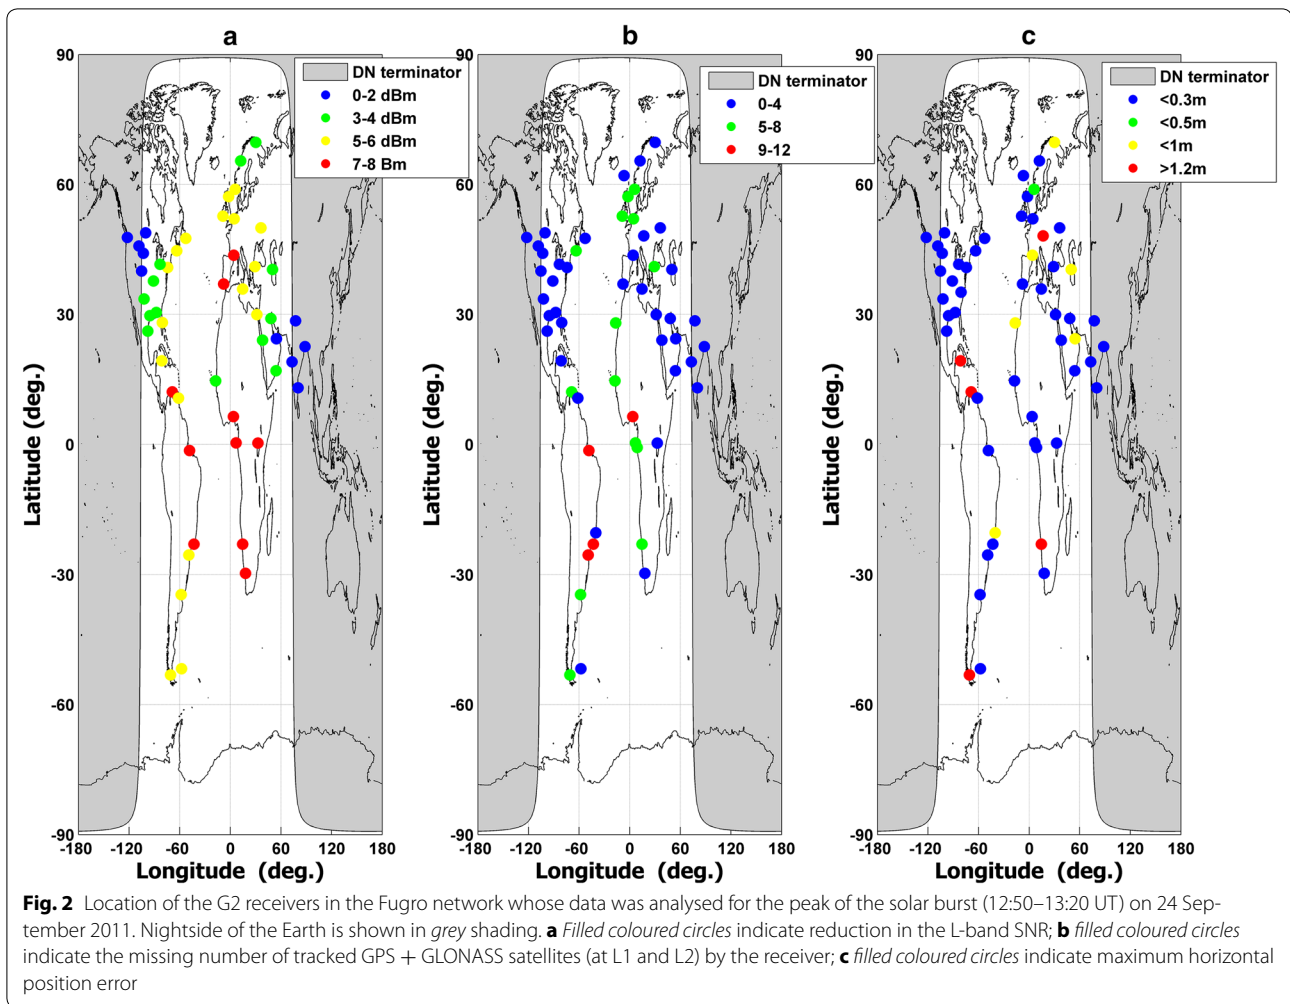 a
b
c
DN terminator
0-2 dBm
3-4 dBm
5-6 dBm
7-8 Bm
DN terminator
0-4
5-8
9-12
DN terminator
<0.3m
<0.5m
<1m
>1.2m
90
60
30
0
-30
-60
-90
Latitude (deg.)
-180 -120 -60 0 60 120 180
Longitude (deg.)
90
60
30
0
-30
-60
-90
Latitude (deg.)
-180 -120 -60 0 60 120 180
Longitude (deg.)
90
60
30
0
-30
-60
-90
Latitude (deg.)
-180 -120 -60 0 60 120 180
Longitude (deg.)
Fig. 2 Location of the G2 receivers in the Fugro network whose data was analysed for the peak of the solar burst (12:50–13:20 UT) on 24 Sep-
tember 2011. Nightside of the Earth is shown in grey shading. a Filled coloured circles indicate reduction in the L-band SNR; b filled coloured circles
indicate the missing number of tracked GPS + GLONASS satellites (at L1 and L2) by the receiver; c filled coloured circles indicate maximum horizontal
position error